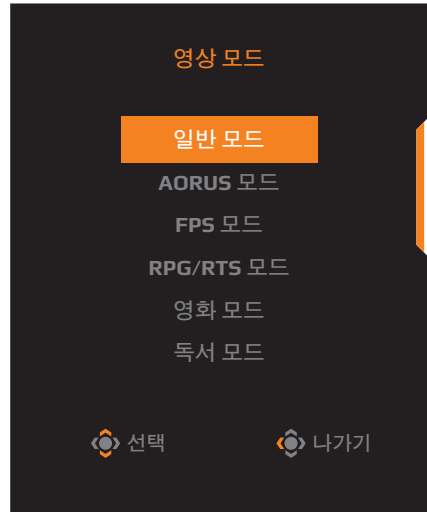 영상 모드
일반 모드
AORUS 모드
FPS 모드
RPG/RTS 모드
영화 모드
독서 모드
선택 나가기